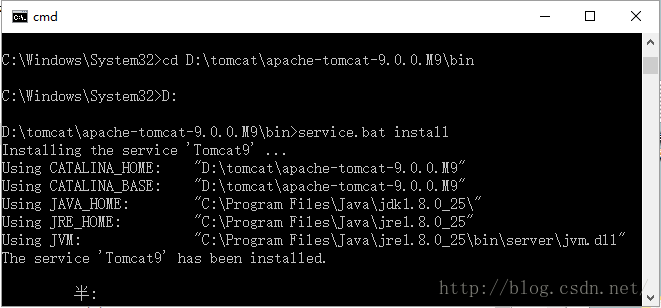 cmd
C:\Windows\System32>cd D:\tomcat\apache-tomcat-9.0.0.M9\bin
C:\Windows\System32>D:
D:\tomcat\apache-tomcat-9.0.0.M9\bin>service.bat install
Installing the service 'Tomcat9' ...
Using CATALINA_HOME:    "D:\tomcat\apache-tomcat-9.0.0.M9"
Using CATALINA_BASE:    "D:\tomcat\apache-tomcat-9.0.0.M9"
Using JAVA_HOME:        "C:\Program Files\Java\jdk1.8.0_25\"
Using JRE_HOME:         "C:\Program Files\Java\jre1.8.0_25"
Using JVM:              "C:\Program Files\Java\jre1.8.0_25\bin\server\jvm.dll"
The service 'Tomcat9' has been installed.
半:
http://blog.csdn.net/